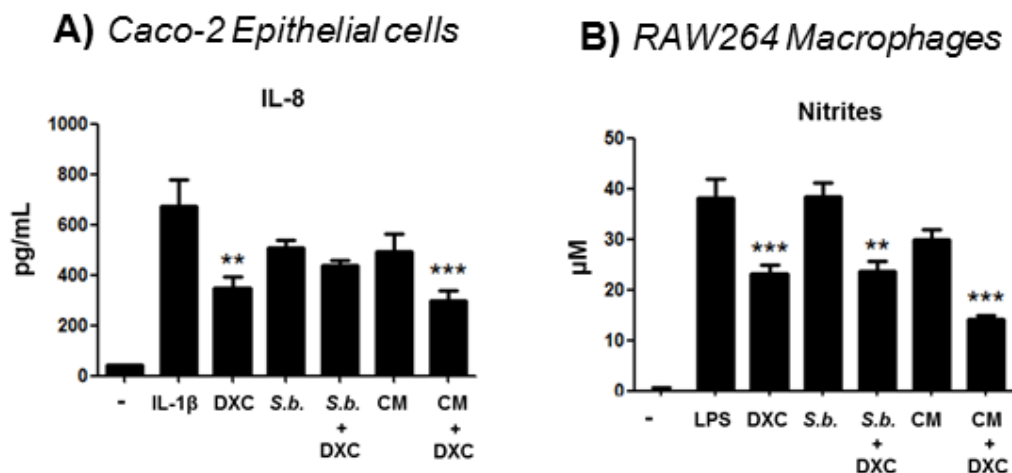 A) Caco-2 Epithelial cells
IL-8
1000
800
600
400
200
0
pg/mL
**
***
- IL-1β DXC S.b. S.b. + DXC CM CM + DXC
B) RAW264 Macrophages
Nitrites
50
40
30
20
10
0
μM
***
**
***
- LPS DXC S.b. S.b. + DXC CM CM + DXC